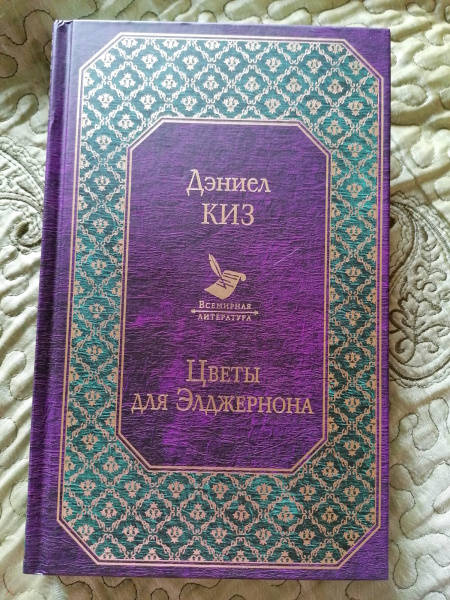 Дэниел
КИЗ
Всемирная
литература
Цветы
для Элджернона